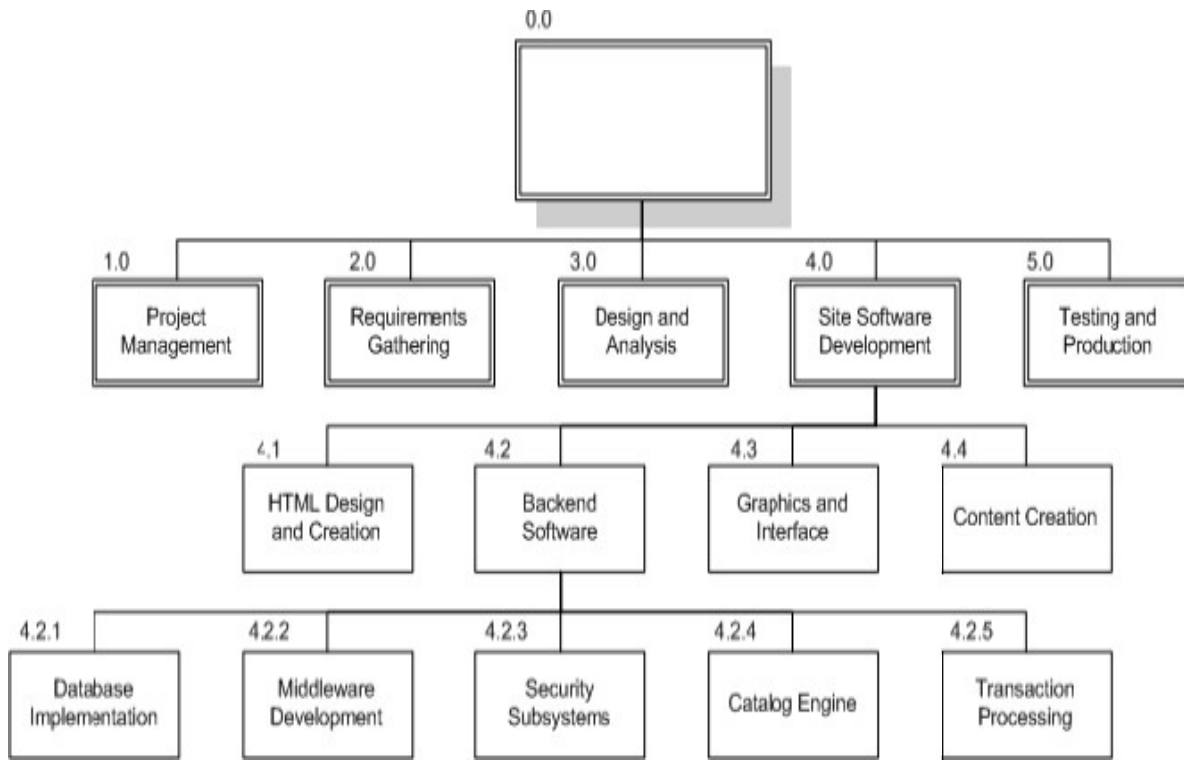 0.0
1.0
2.0
3.0
4.0
5.0
Project
Management
Requirements
Gathering
Design and
Analysis
Site Software
Development
Testing and
Production
4.1
4.2
4.3
4.4
HTML Design
and Creation
Backend
Software
Graphics and
Interface
Content Creation
4.2.1
4.2.2
4.2.3
4.2.4
4.2.5
Database
Implementation
Middleware
Development
Security
Subsystems
Catalog Engine
Transaction
Processing